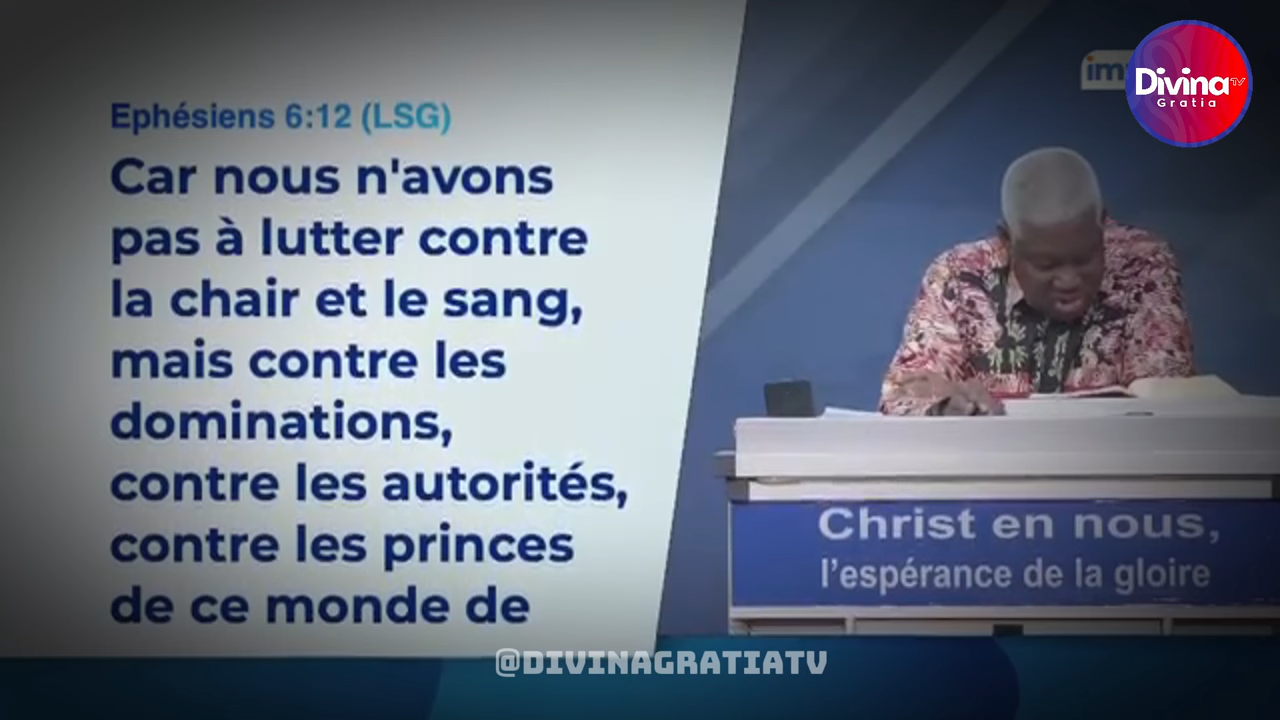 Ephésiens 6:12 (LSG)
Car nous n'avons
pas à lutter contre
la chair et le sang,
mais contre les
dominations,
contre les autorités,
contre les princes
de ce monde de
Divina TV
Gratia
Christ en nous,
l'espérance de la gloire
@DIVINAGRATIATV